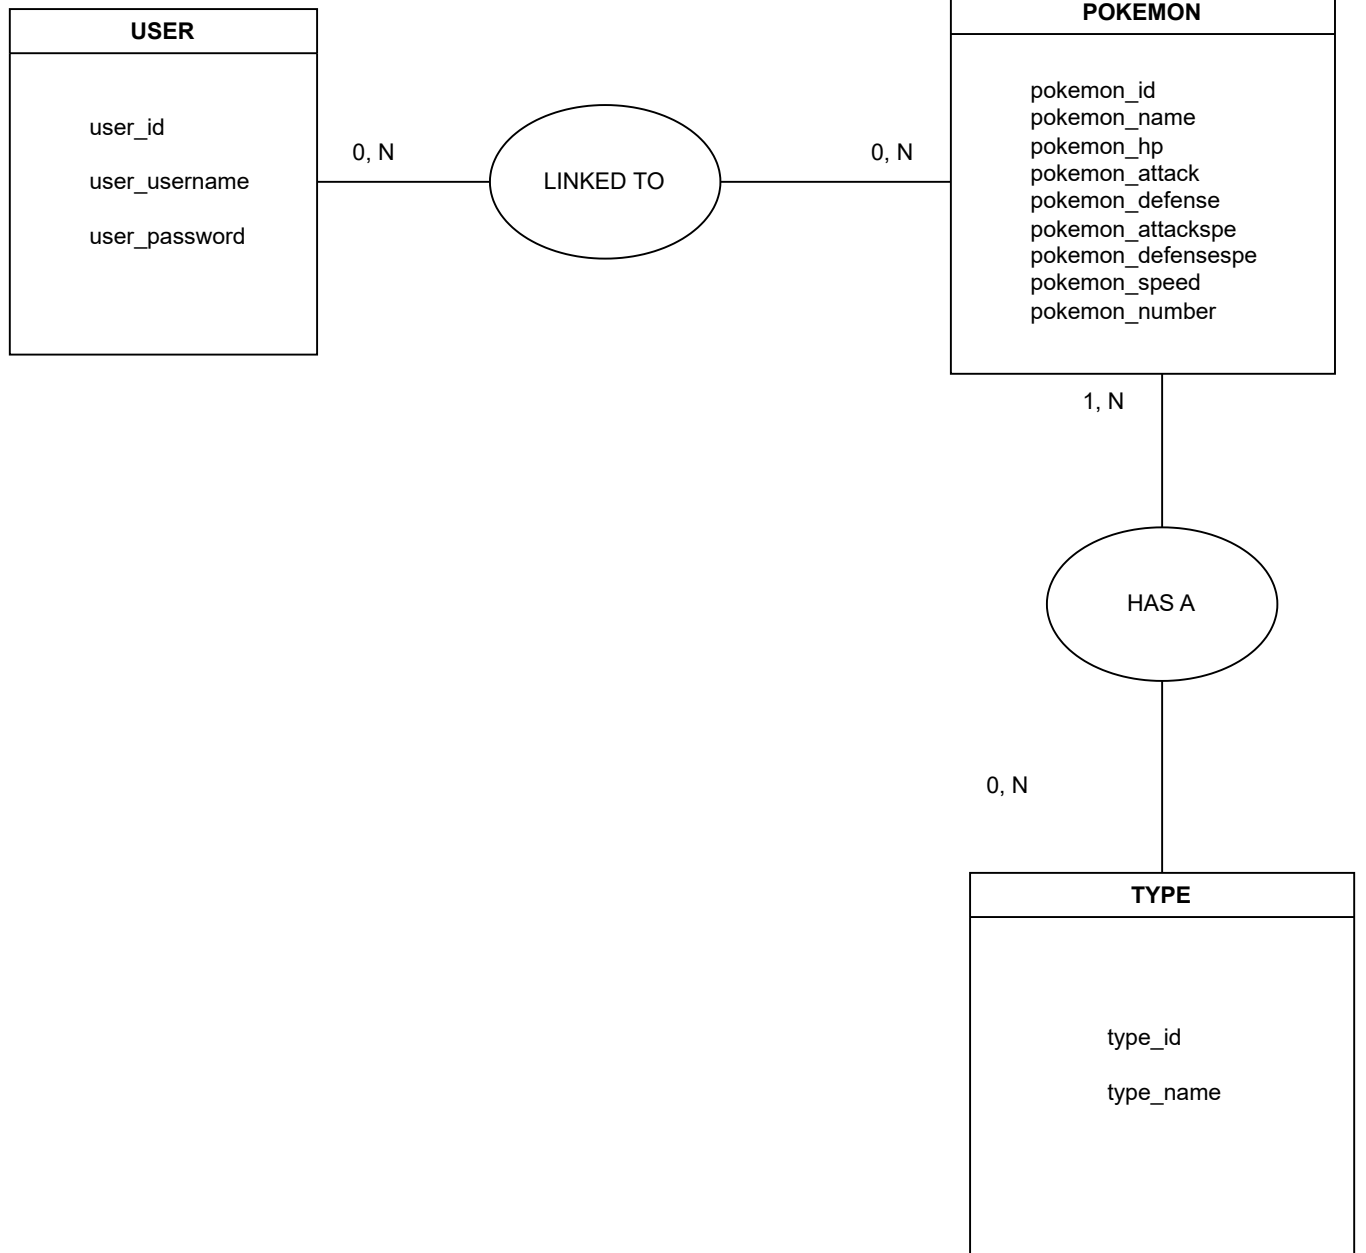 USER
user_id
user_username
user_password
0, N
LINKED TO
0, N
POKEMON
pokemon_id
pokemon_name
pokemon_hp
pokemon_attack
pokemon_defense
pokemon_attackspe
pokemon_defensespe
pokemon_speed
pokemon_number
1, N
HAS A
0, N
TYPE
type_id
type_name